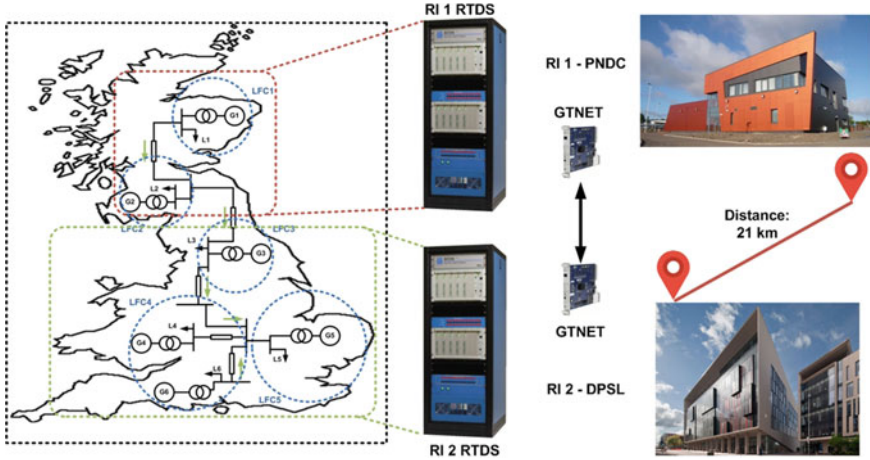 RI 1 RTDS
RI 1 - PNDC
GTNET
Distance:
21 km
GTNET
RI 2 - DPSL
RI 2 RTDS
LFC1
G1
L1
L2
G2
LFC2
L3
LFC3
G3
LFC4
L4
G4
G5
L5
L6
G6
LFC5